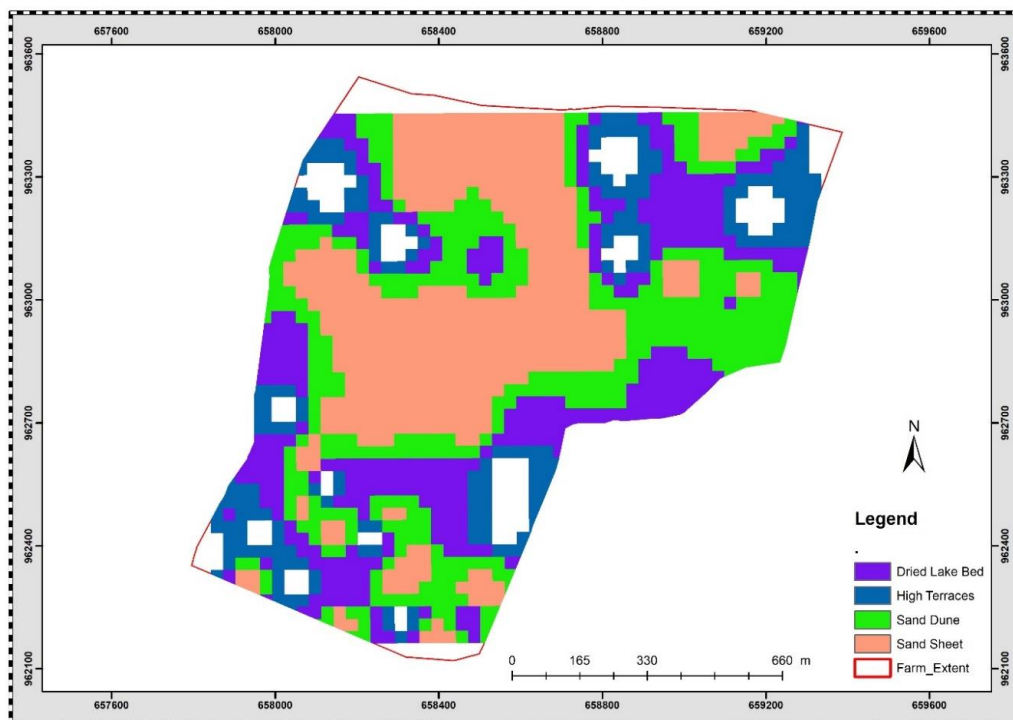 657600 658000 658400 658800 659200 659600
963600 963600
963300 963300
963000 963000
962700 962700
N
962400 962400
Legend
.
Dried Lake Bed
High Terraces
Sand Dune
Sand Sheet
Farm_Extent
0 165 330 660 m
962100 962100
657600 658000 658400 658800 659200 659600